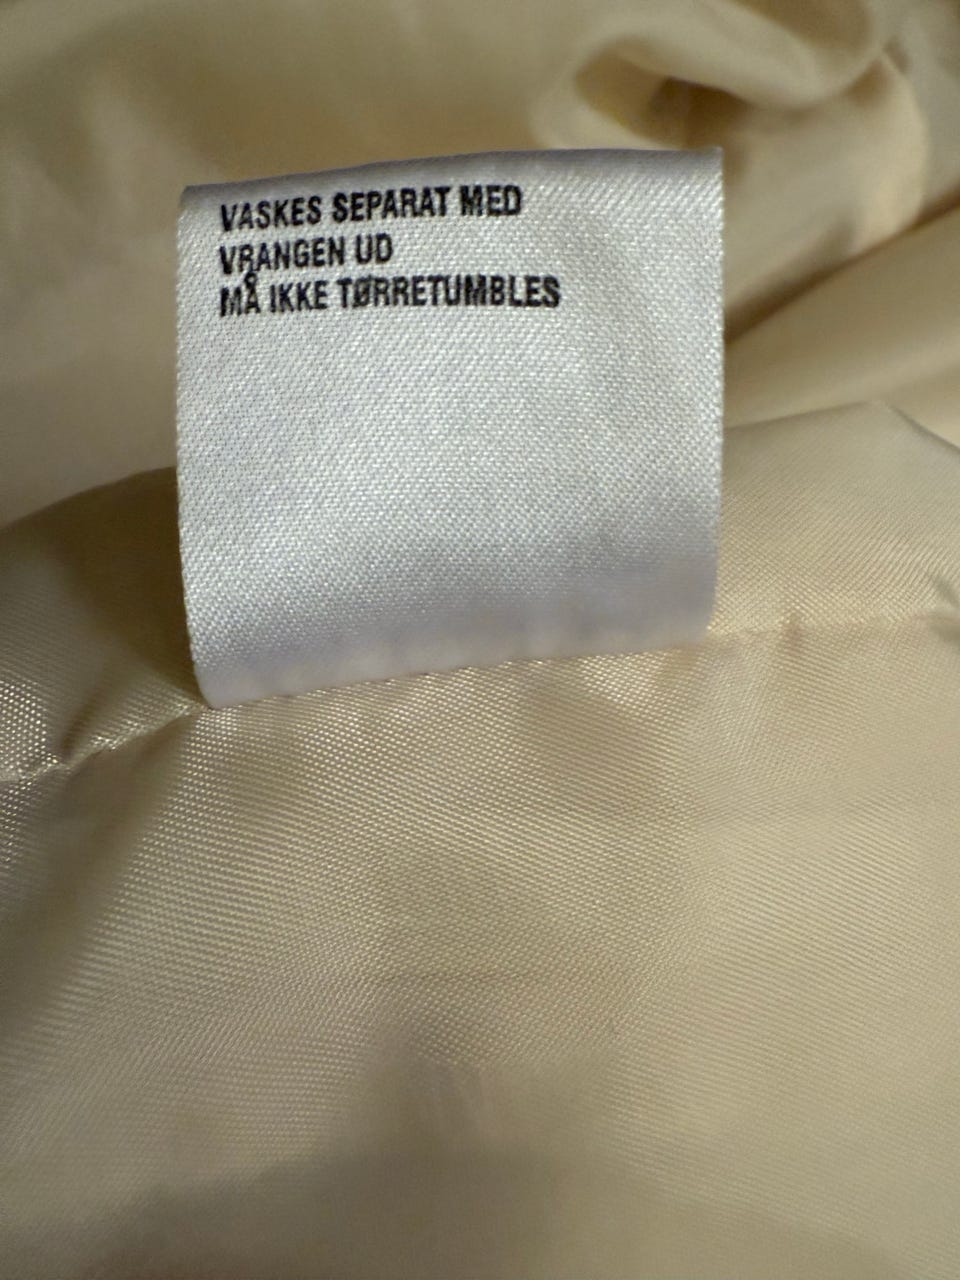 VASKES SEPARAT MED
VRANGEN UD
MÅ IKKE TØRRETUMBLES